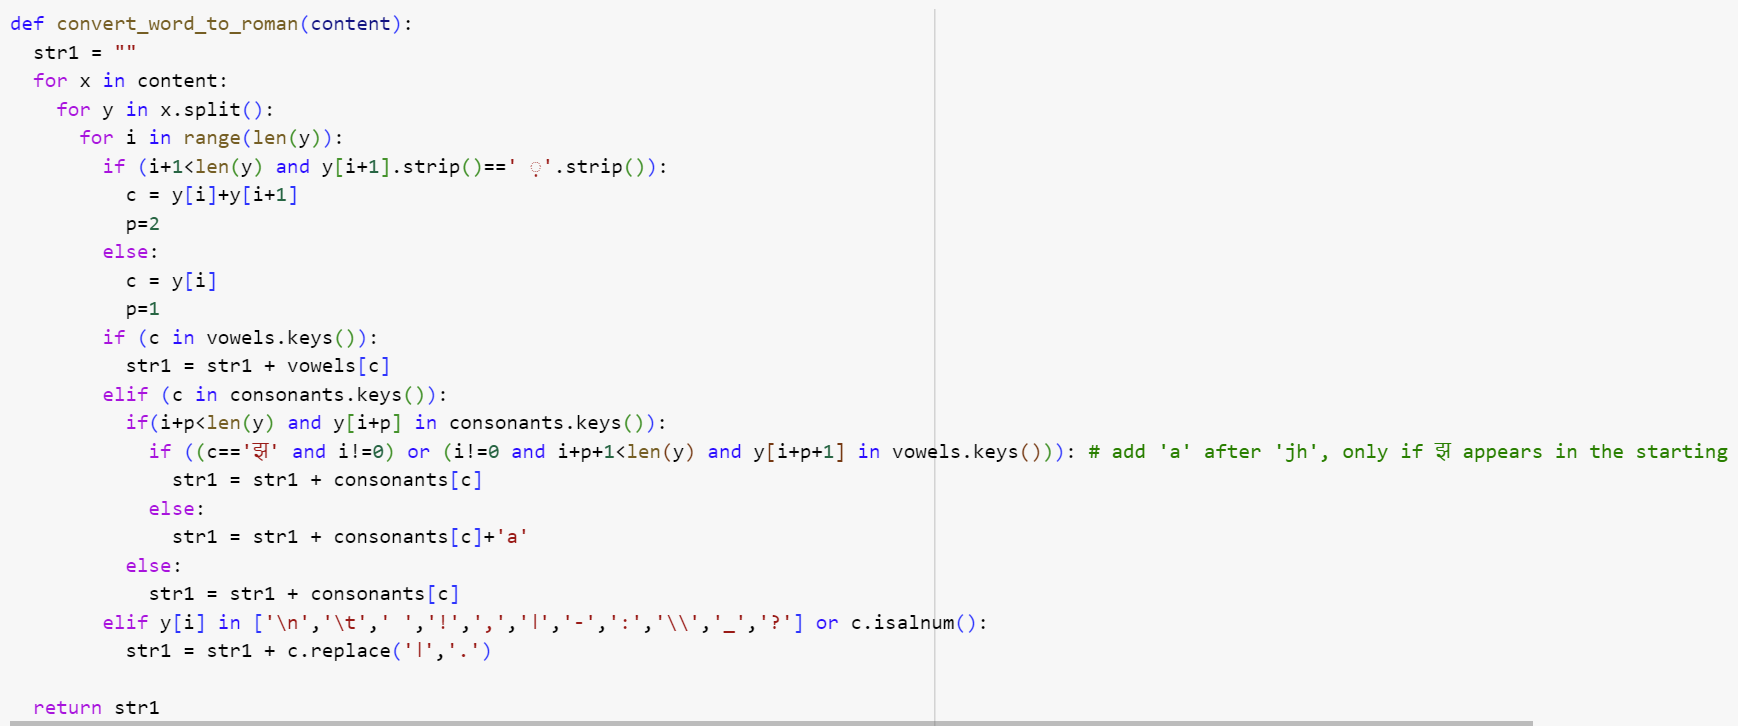 def convert_word_to_roman(content):
  str1 = ""
  for x in content:
    for y in x.split():
      for i in range(len(y)):
        if (i+1<len(y) and y[i+1].strip()==' ़'.strip()):
          c = y[i]+y[i+1]
          p=2
        else:
          c = y[i]
          p=1
        if (c in vowels.keys()):
          str1 = str1 + vowels[c]
        elif (c in consonants.keys()):
          if(i+p<len(y) and y[i+p] in consonants.keys()):
            if ((c=='झ' and i!=0) or (i!=0 and i+p+1<len(y) and y[i+p+1] in vowels.keys())): # add 'a' after 'jh', only if झ appears in the starting
              str1 = str1 + consonants[c]
            else:
              str1 = str1 + consonants[c]+'a'
          else:
            str1 = str1 + consonants[c]
        elif y[i] in ['\n','\t',' ','!',',','।','-',':','\\','_','?'] or c.isalnum():
          str1 = str1 + c.replace('।','.')
  return str1